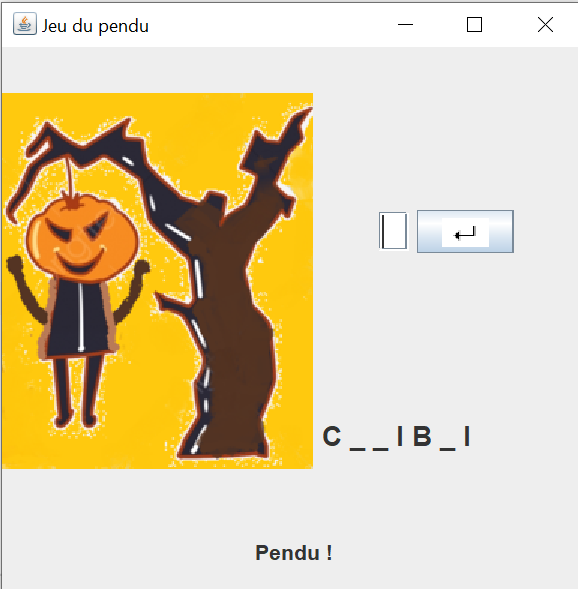 Jeu du pendu
C _ _ I B _ I
Pendu !